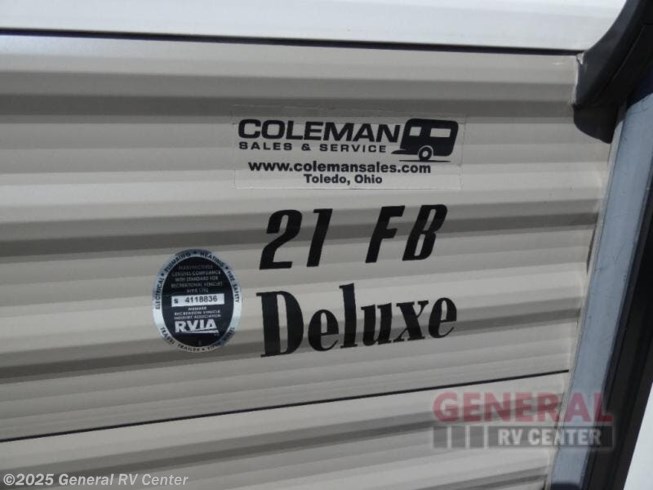 COLEMAN
SALES & SERVICE
www.colemansales.com
Toledo, Ohio
21 FB
Deluxe
S 4118836
RVIA
GENERAL
RV CENTER
©2025 General RV Center